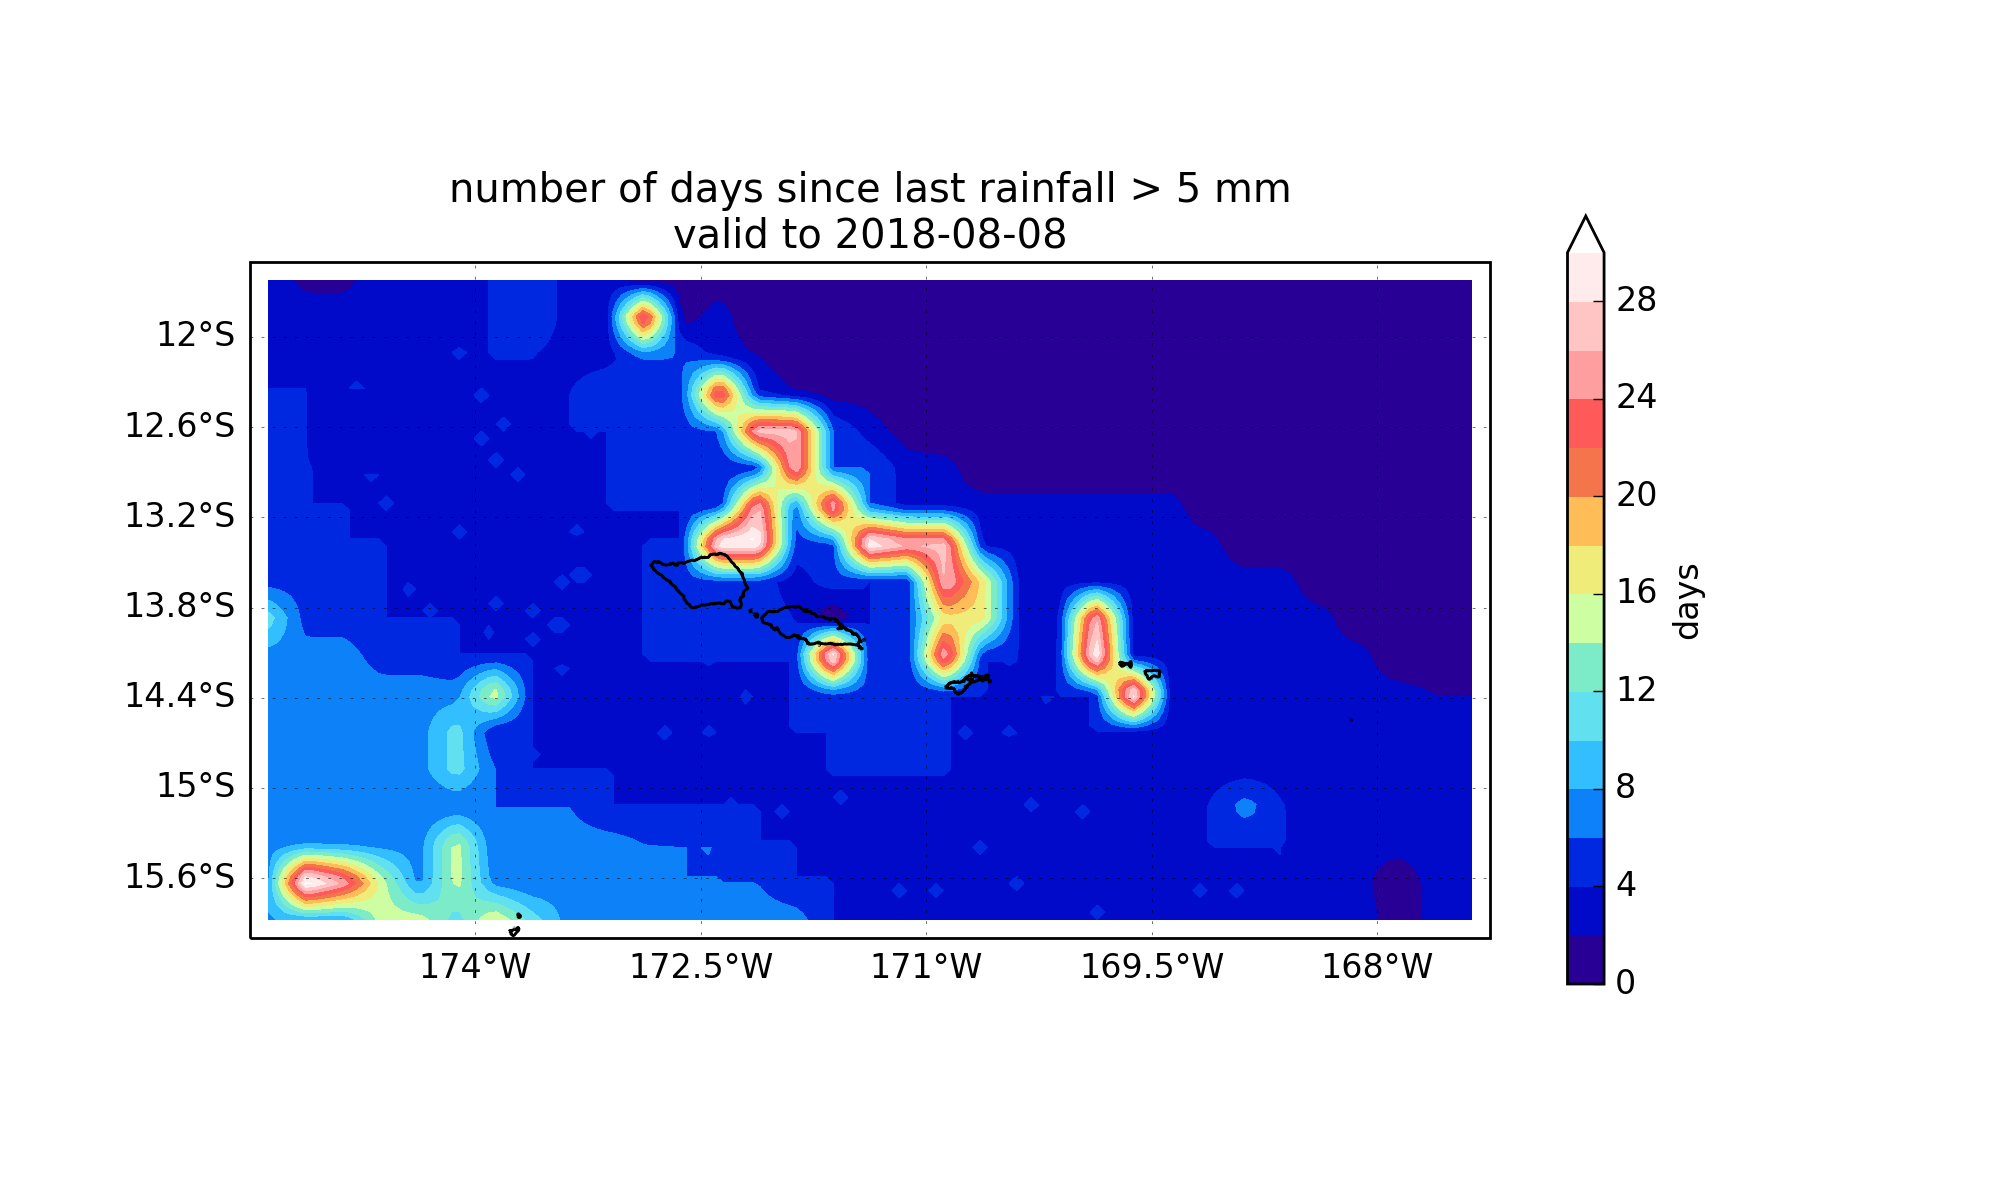 number of days since last rainfall > 5 mm
valid to 2018-08-08
12°S
12.6°S
13.2°S
13.8°S
14.4°S
15°S
15.6°S
174°W
172.5°W
171°W
169.5°W
168°W
28
24
20
16
12
8
4
0
days